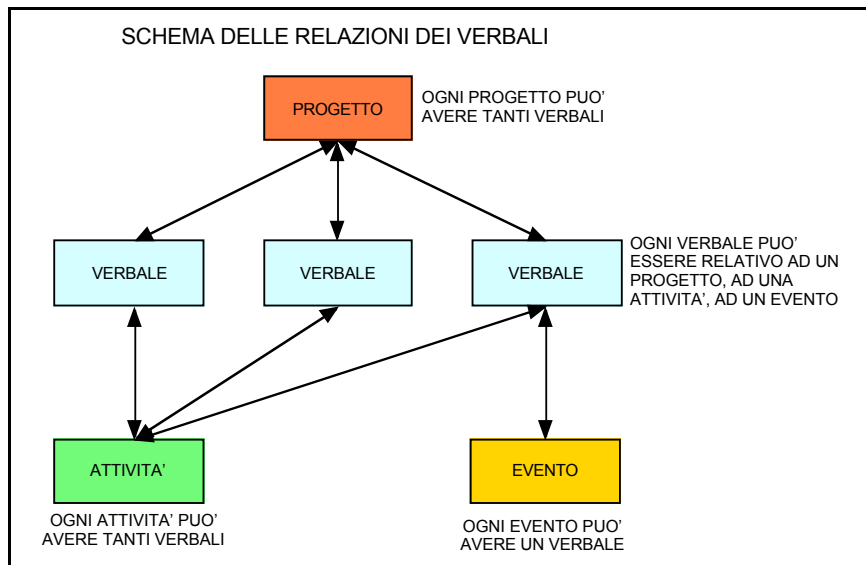 SCHEMA DELLE RELAZIONI DEI VERBALI
PROGETTO
OGNI PROGETTO PUO'
AVERE TANTI VERBALI
VERBALE
VERBALE
VERBALE
OGNI VERBALE PUO'
ESSERE RELATIVO AD UN
PROGETTO, AD UNA
ATTIVITA', AD UN EVENTO
ATTIVITA'
EVENTO
OGNI ATTIVITA' PUO'
AVERE TANTI VERBALI
OGNI EVENTO PUO'
AVERE UN VERBALE